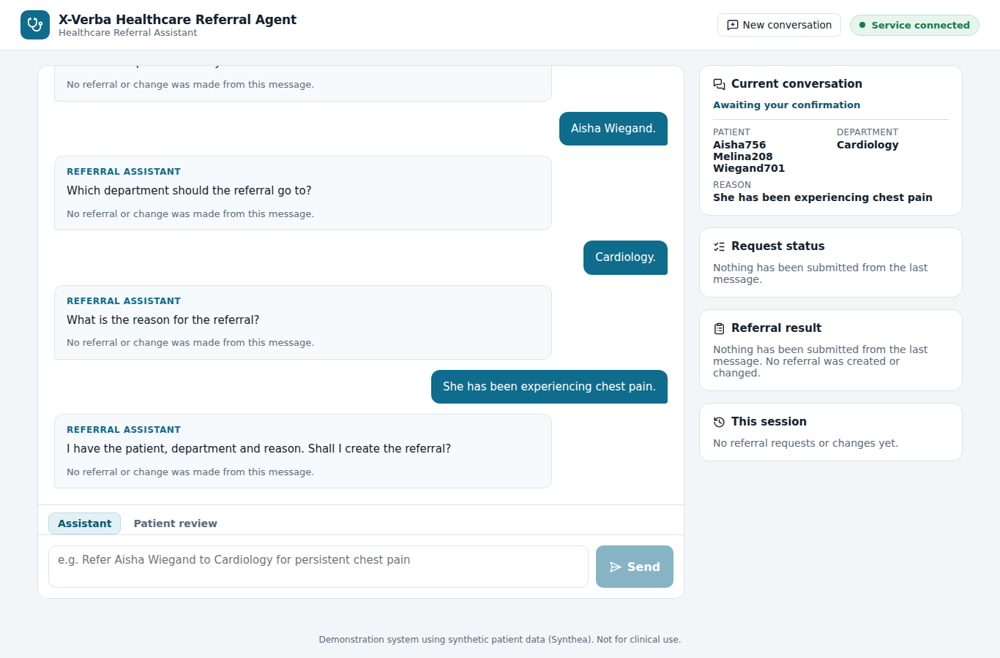 X-Verba Healthcare Referral Agent
Healthcare Referral Assistant
New conversation
Service connected
No referral or change was made from this message.
Aisha Wiegand.
REFERRAL ASSISTANT
Which department should the referral go to?
No referral or change was made from this message.
Cardiology.
REFERRAL ASSISTANT
What is the reason for the referral?
No referral or change was made from this message.
She has been experiencing chest pain.
REFERRAL ASSISTANT
I have the patient, department and reason. Shall I create the referral?
No referral or change was made from this message.
Assistant
Patient review
e.g. Refer Aisha Wiegand to Cardiology for persistent chest pain
Send
Current conversation
Awaiting your confirmation
PATIENT
Aisha756
Melina208
Wiegand701
DEPARTMENT
Cardiology
REASON
She has been experiencing chest pain
Request status
Nothing has been submitted from the last
message.
Referral result
Nothing has been submitted from the last
message. No referral was created or
changed.
This session
No referral requests or changes yet.
Demonstration system using synthetic patient data (Synthea). Not for clinical use.